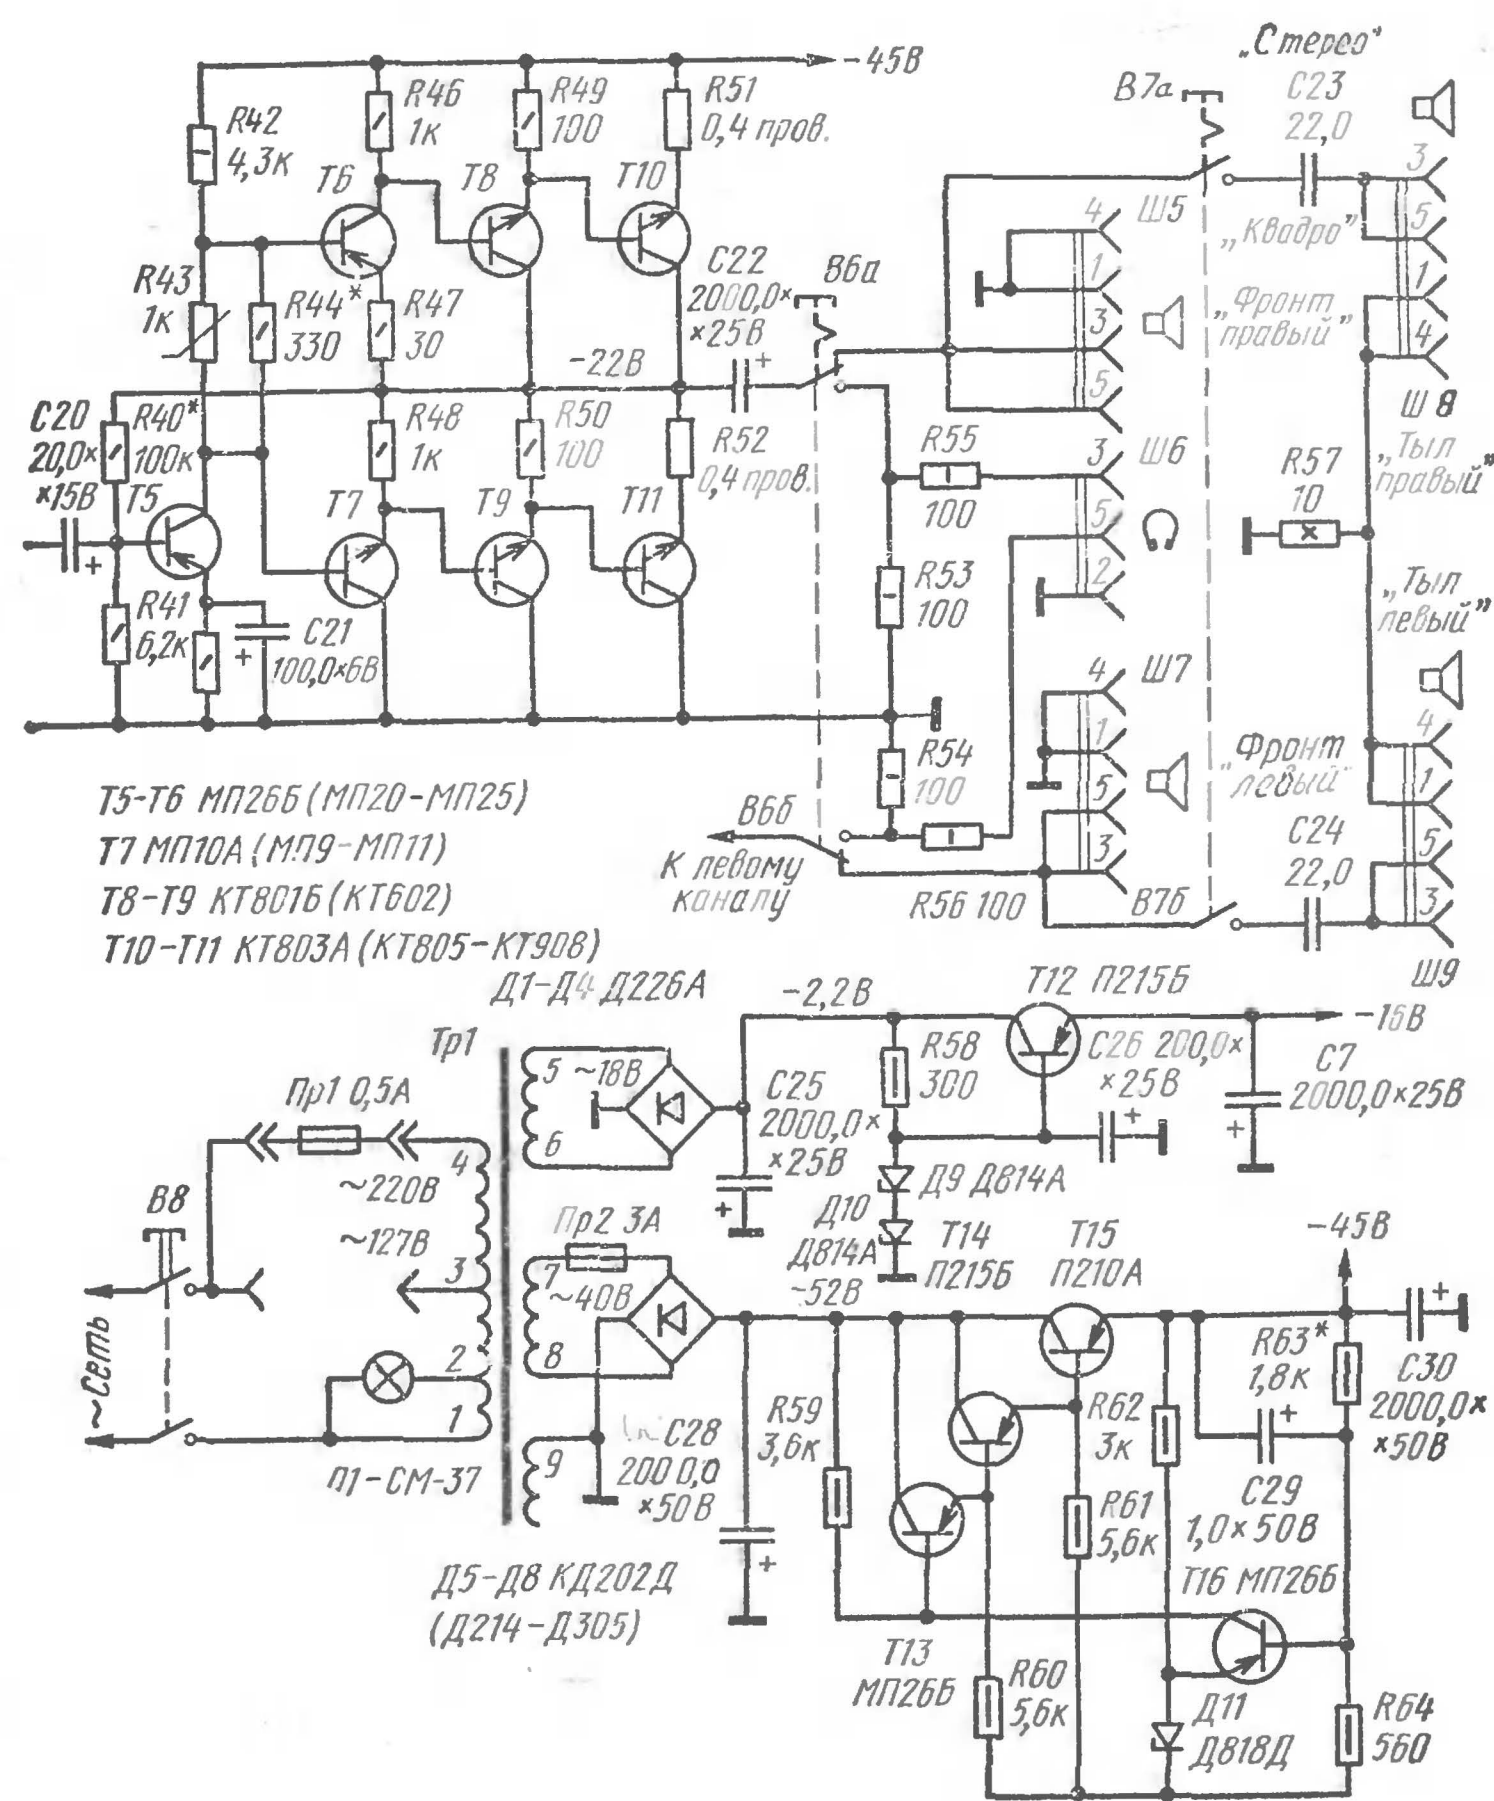 „Стерео"
-45В
В7а
С23
22,0
R46
1к
R49
100
R51
0,4 пров.
R42
4,3к
Т6
Т8
Т10
3
5
1
4
Ш8
4
Ш5
1
3
5
„Квадро"
„Фронт
правый"
R43
1к
R44*
330
R47
30
С22
2000,0×
×25В
В6а
-22В
С20
20,0×
×15В
R40*
100к
Т5
R48
1к
R50
100
R52
0,4 пров.
R55
100
3
Ш6
5
2
R57
10
„Тыл
правый"
Т7
Т9
Т11
R53
100
„Тыл
левый"
R41
6,2к
С21
100,0×6В
4
Ш7
1
5
3
R54
100
„Фронт
левый"
4
1
5
3
Ш9
В6б
К левому
каналу
R56 100
В7б
С24
22,0
Т5-Т6 МП26Б (МП20-МП25)
Т7 МП10А (МП9-МП11)
Т8-Т9 КТ801Б (КТ602)
Т10-Т11 КТ803А (КТ805-КТ908)
Д1-Д4 Д226А
-2,2В
Т12 П215Б
-16В
Тр1
5
~18В
6
R58
300
С26 200,0×
×25В
С7
2000,0×25В
Пр1 0,5А
С25
2000,0×
×25В
4
~220В
~127В
3
2
1
В8
Д9 Д814А
Д10
Д814А
Пр2 3А
7
~40В
8
9
Т14
П215Б
Т15
П210А
-45В
~52В
~Сеть
Л1-СМ-37
С28
2000,0
×50В
R59
3,6к
R62
3к
R63*
1,8к
С30
2000,0×
×50В
R61
5,6к
С29
1,0×50В
Т16 МП26Б
Д5-Д8 КД202Д
(Д214-Д305)
Т13
МП26Б
R60
5,6к
Д11
Д818Д
R64
560